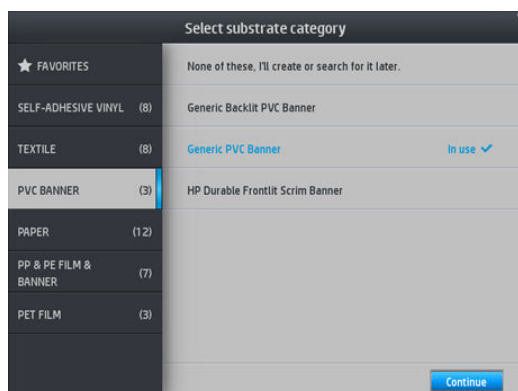 Select substrate category
FAVORITES
SELF-ADHESIVE VINYL (8)
TEXTILE (8)
PVC BANNER (3)
PAPER (12)
PP & PE FILM &
BANNER (7)
PET FILM (3)
None of these, I'll create or search for it later.
Generic Backlit PVC Banner
Generic PVC Banner In use
HP Durable Frontlit Scrim Banner
Continue